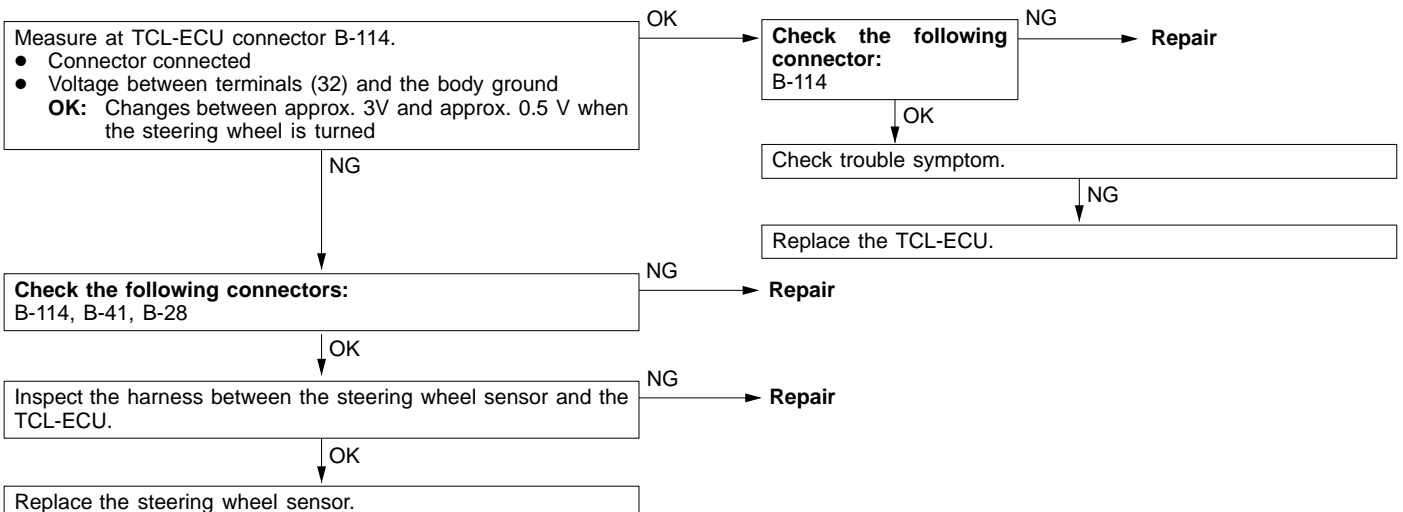 Measure at TCL-ECU connector B-114.
● Connector connected
● Voltage between terminals (32) and the body ground
OK: Changes between approx. 3V and approx. 0.5 V when
the steering wheel is turned
OK
Check the following
connector:
B-114
NG
Repair
OK
Check trouble symptom.
NG
Replace the TCL-ECU.
NG
Check the following connectors:
B-114, B-41, B-28
NG
Repair
OK
Inspect the harness between the steering wheel sensor and the
TCL-ECU.
NG
Repair
OK
Replace the steering wheel sensor.